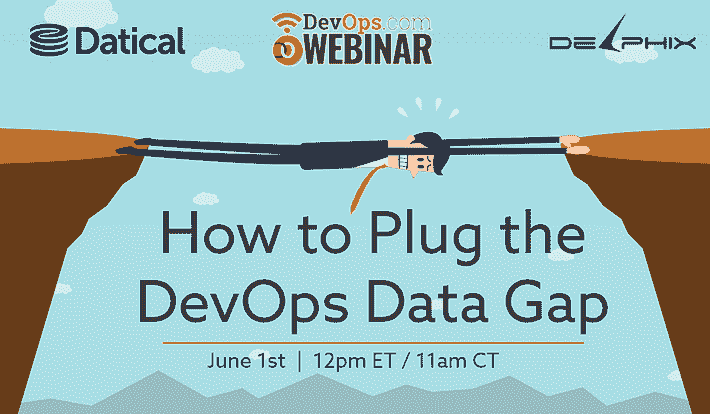 Datical
DevOps.com
WEBINAR
DELPHIX
How to Plug the
DevOps Data Gap
June 1st | 12pm ET / 11am CT